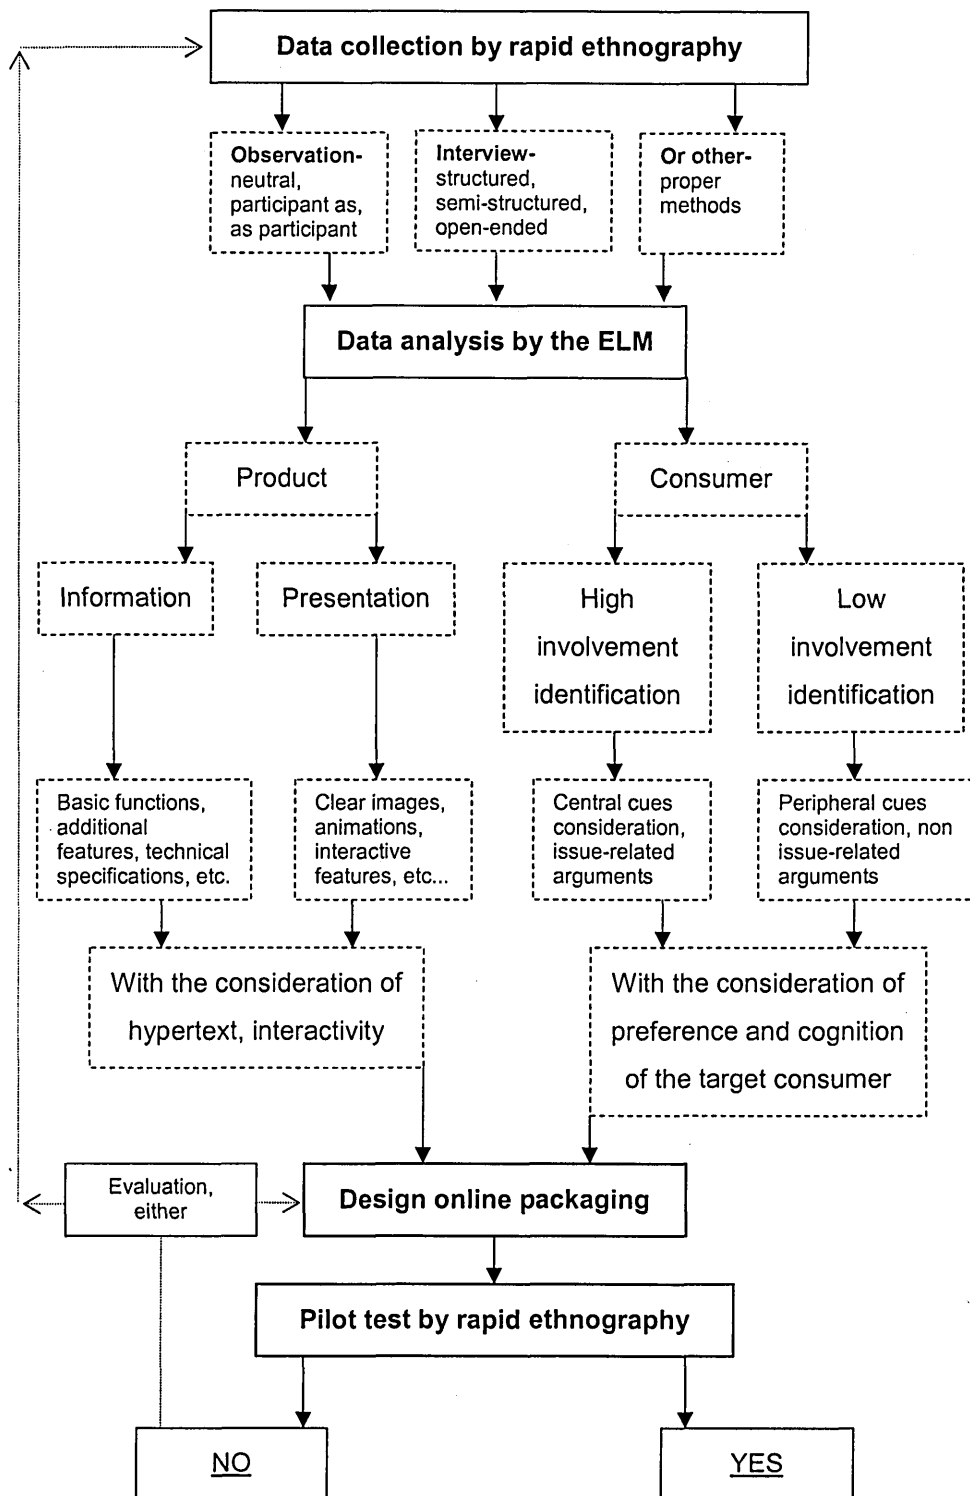 Data collection by rapid ethnography
Observation-
neutral,
participant as,
as participant
Interview-
structured,
semi-structured,
open-ended
Or other-
proper
methods
Data analysis by the ELM
Product
Consumer
Information
Presentation
High
involvement
identification
Low
involvement
identification
Basic functions,
additional
features, technical
specifications, etc.
Clear images,
animations,
interactive
features, etc...
Central cues
consideration,
issue-related
arguments
Peripheral cues
consideration, non
issue-related
arguments
With the consideration of
hypertext, interactivity
With the consideration of
preference and cognition
of the target consumer
Evaluation,
either
Design online packaging
Pilot test by rapid ethnography
NO
YES